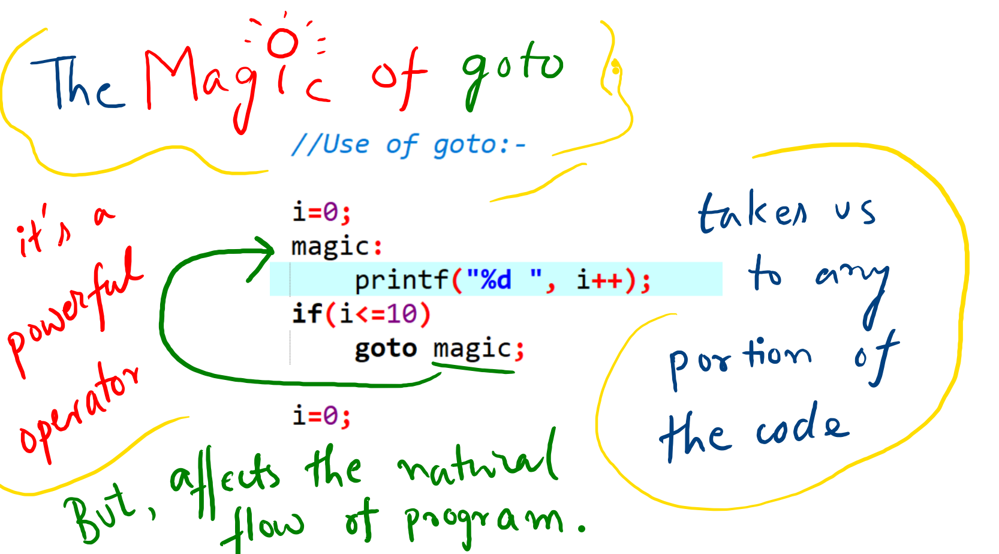 The Magic of goto
//Use of goto:-
i=0;
magic:
printf("%d ", i++);
if(i<=10)
goto magic;
i=0;
it's a
powerful
operator
takes us
to any
portion of
the code
But, affects the natural
flow of program.